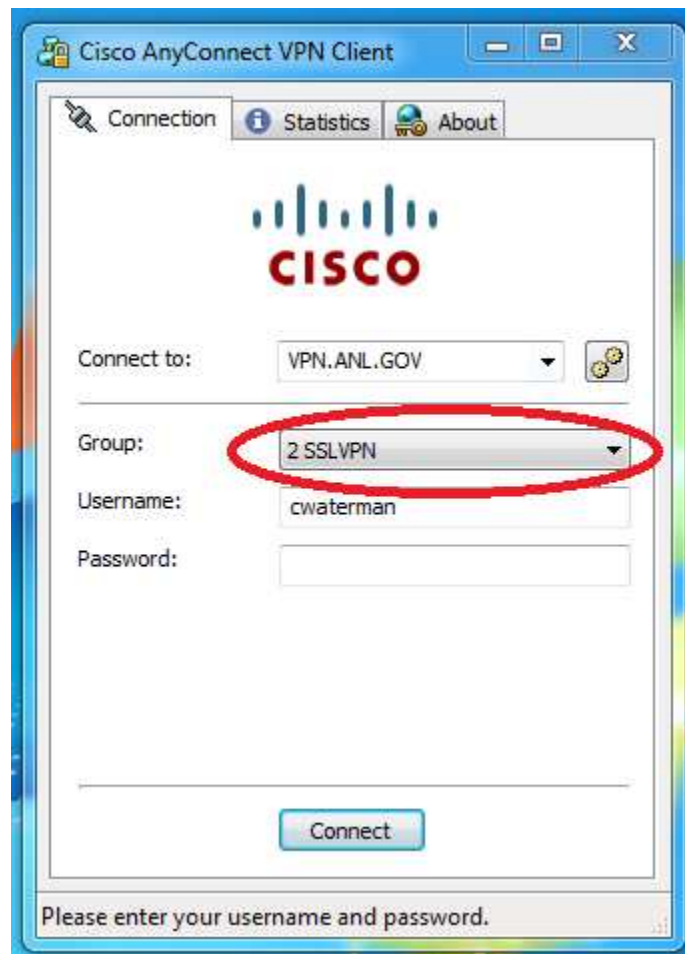 Cisco AnyConnect VPN Client
Connection Statistics About
CISCO
Connect to: VPN.ANL.GOV
Group: 2 SSLVPN
Username: cwaterman
Password:
Connect
Please enter your username and password.